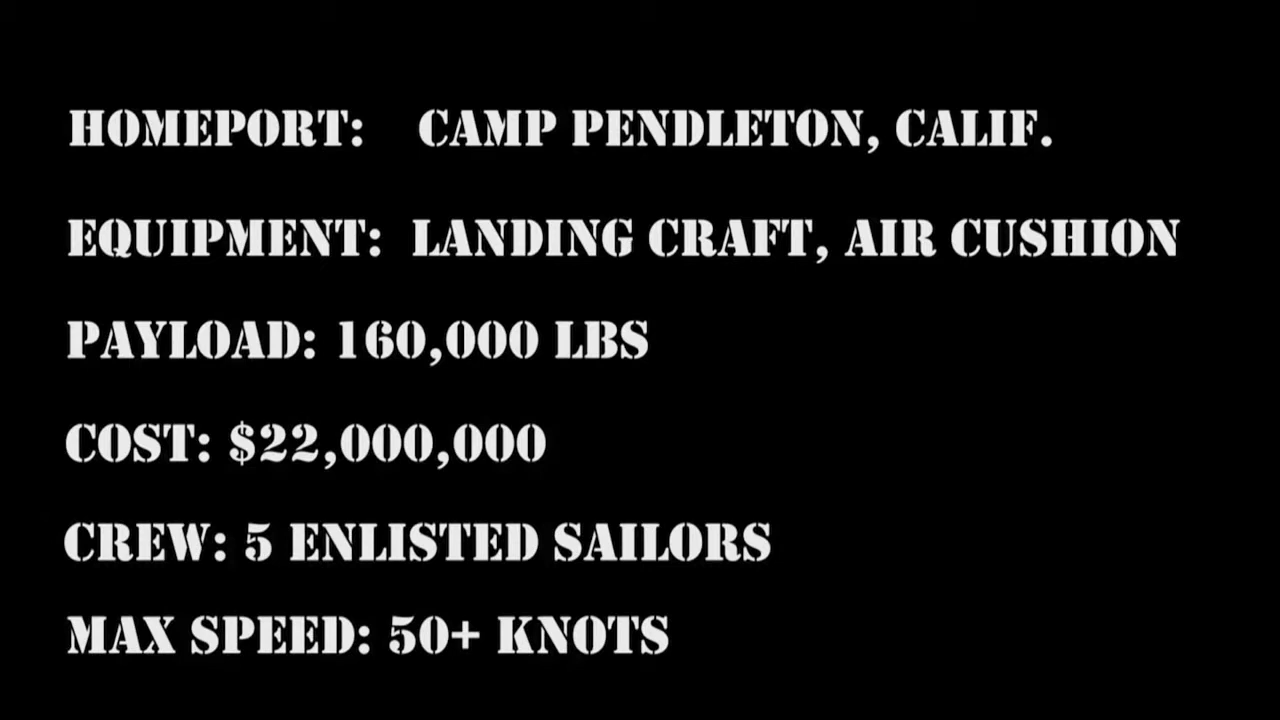 HOMEPORT: CAMP PENDLETON, CALIF.
EQUIPMENT: LANDING CRAFT, AIR CUSHION
PAYLOAD: 160,000 LBS
COST: $22,000,000
CREW: 5 ENLISTED SAILORS
MAX SPEED: 50+ KNOTS